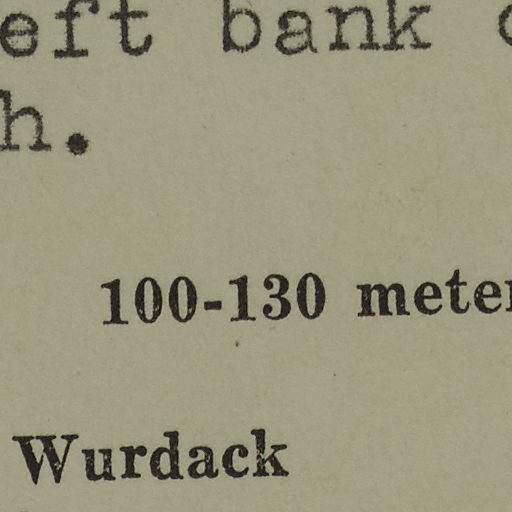 eft bank
h.
100-130 meter
Wurdack